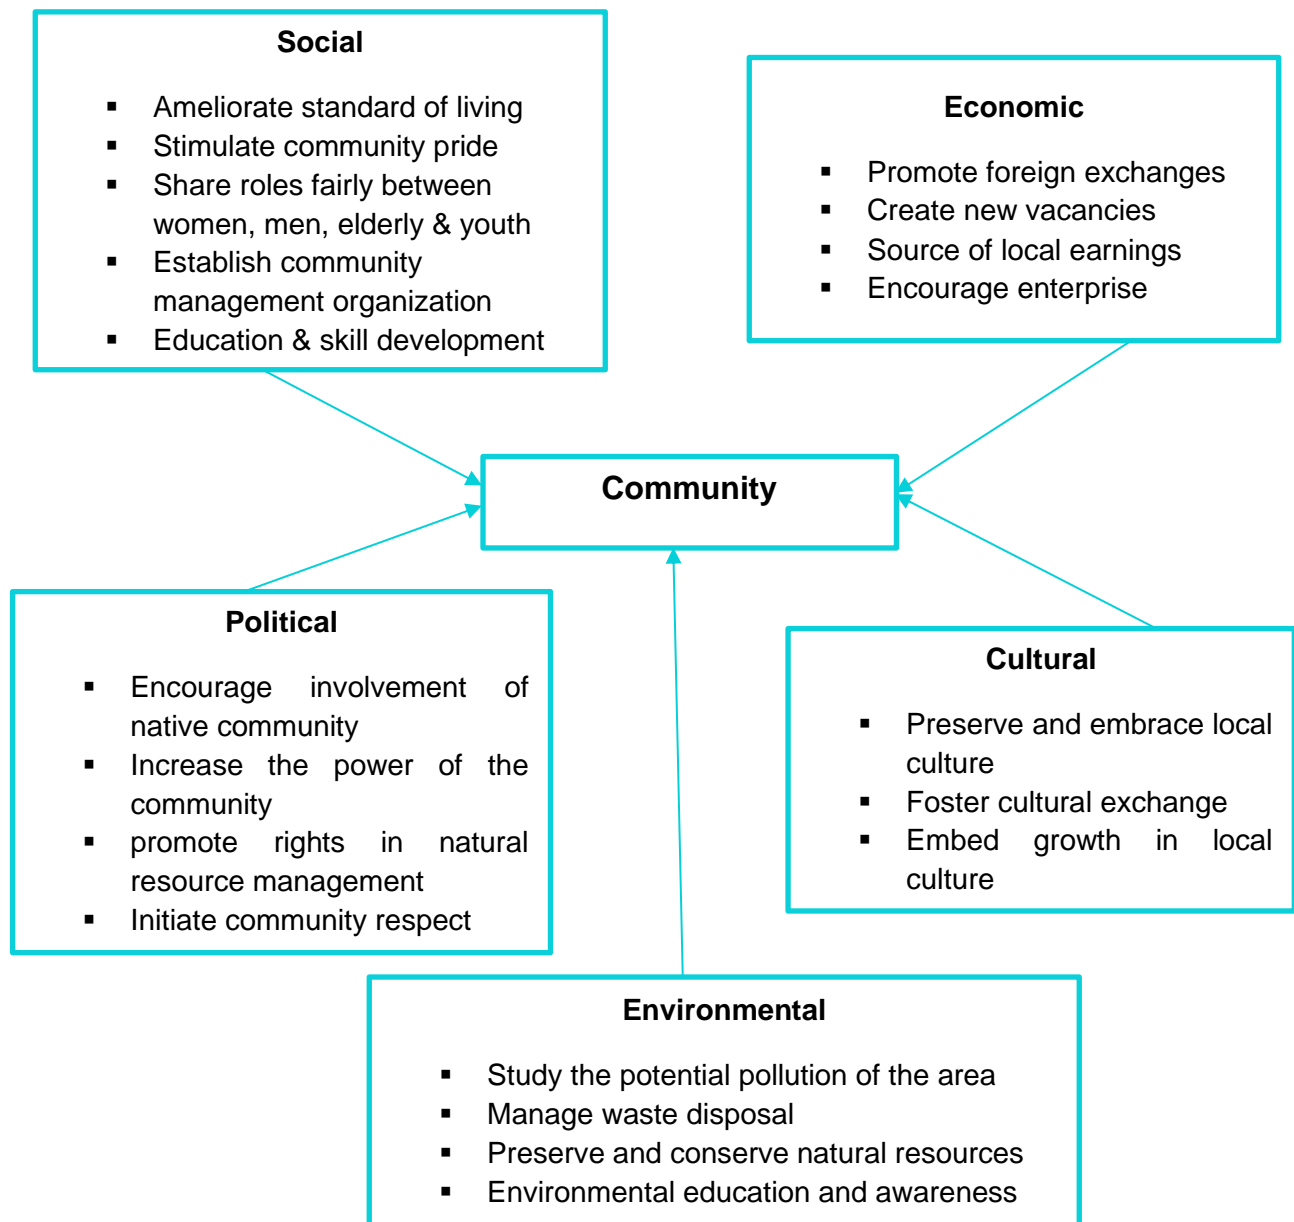 Social
▪ Ameliorate standard of living
▪ Stimulate community pride
▪ Share roles fairly between
women, men, elderly & youth
▪ Establish community
management organization
▪ Education & skill development
Economic
▪ Promote foreign exchanges
▪ Create new vacancies
▪ Source of local earnings
▪ Encourage enterprise
Community
Political
▪ Encourage involvement of
native community
▪ Increase the power of the
community
▪ promote rights in natural
resource management
▪ Initiate community respect
Cultural
▪ Preserve and embrace local
culture
▪ Foster cultural exchange
▪ Embed growth in local
culture
Environmental
▪ Study the potential pollution of the area
▪ Manage waste disposal
▪ Preserve and conserve natural resources
▪ Environmental education and awareness